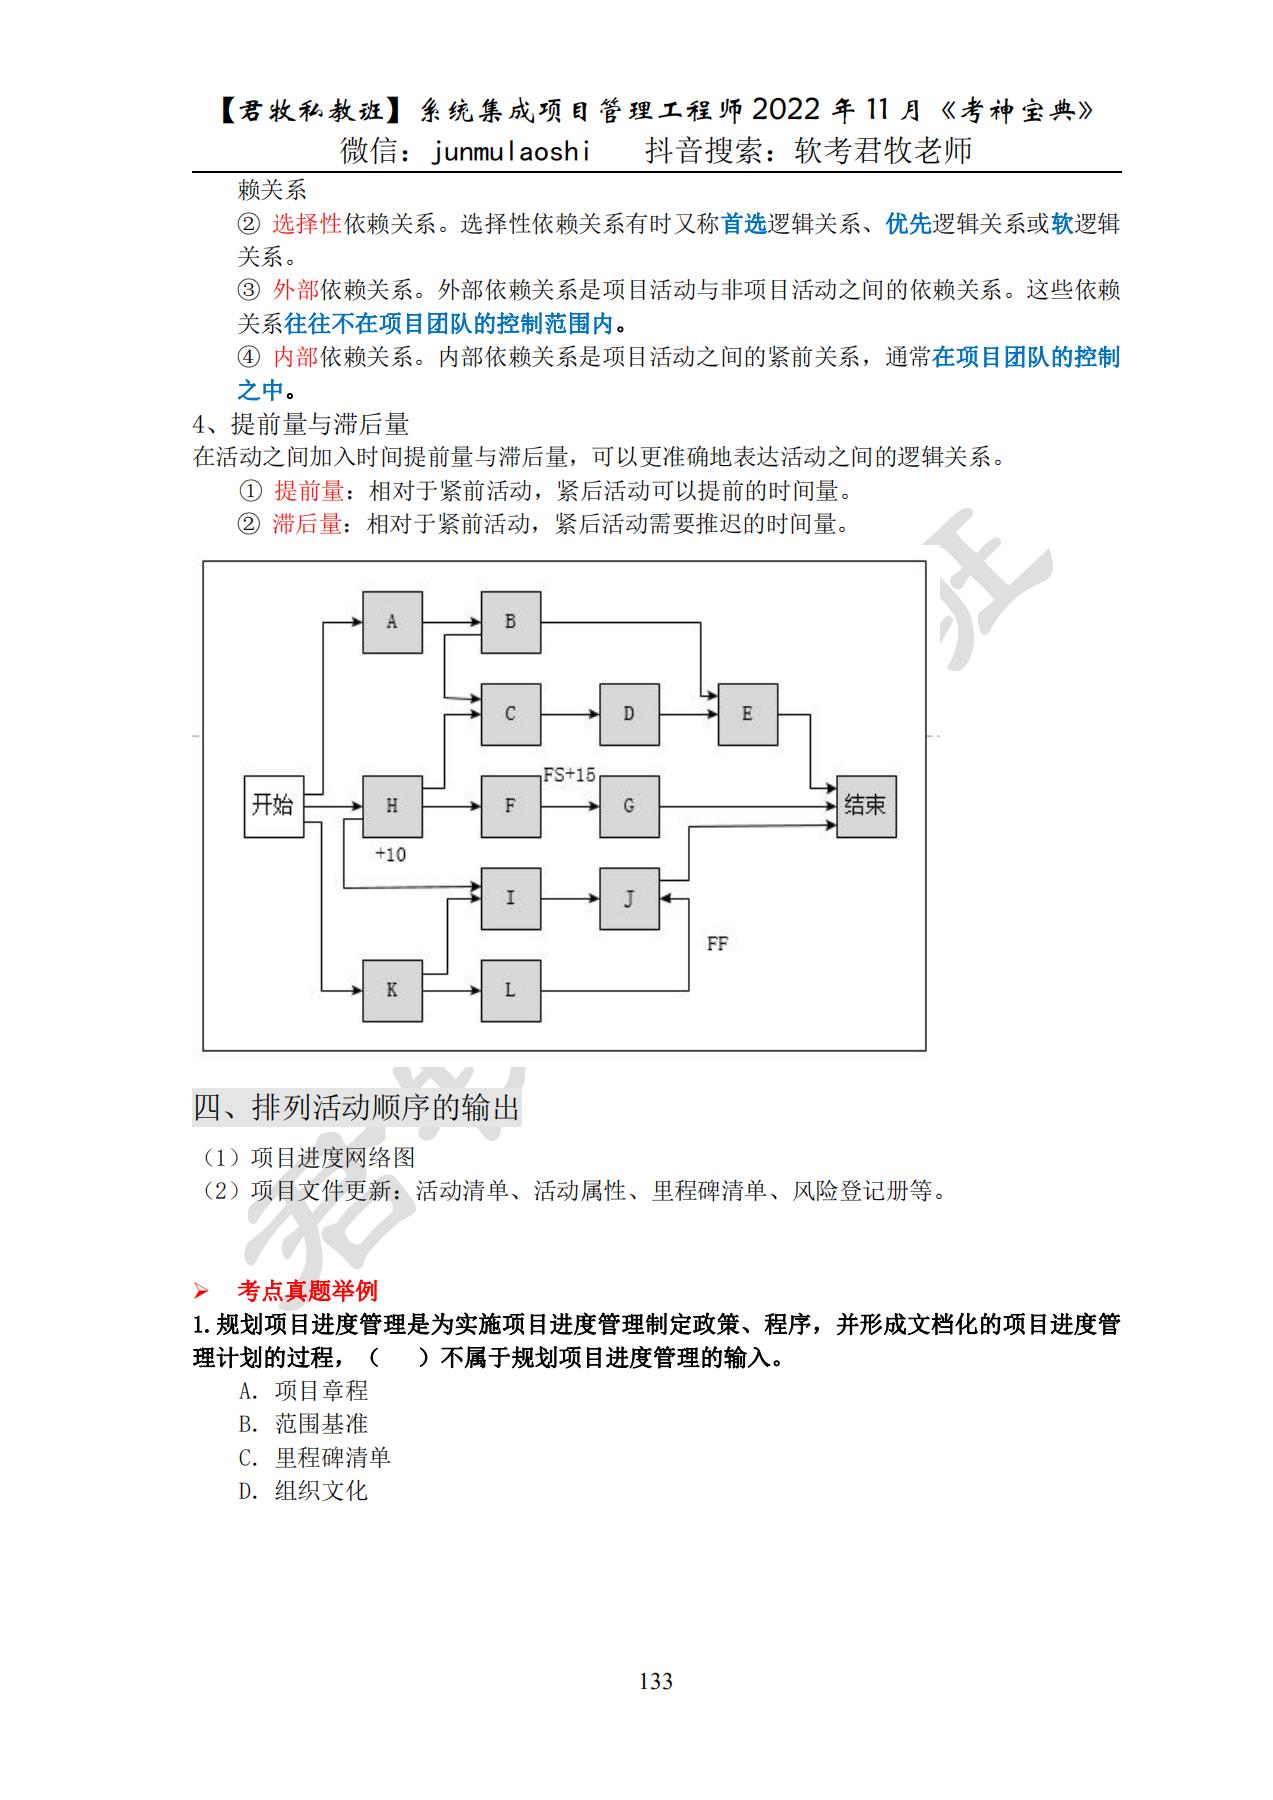 【君牧私教班】系统集成项目管理工程师 2022 年 11 月《考神宝典》
微信：junmulaoshi 抖音搜索：软考君牧老师
赖关系
② 选择性依赖关系。选择性依赖关系有时又称首选逻辑关系、优先逻辑关系或软逻辑
关系。
③ 外部依赖关系。外部依赖关系是项目活动与非项目活动之间的依赖关系。这些依赖
关系往往不在项目团队的控制范围内。
④ 内部依赖关系。内部依赖关系是项目活动之间的紧前关系，通常在项目团队的控制
之中。
4、提前量与滞后量
在活动之间加入时间提前量与滞后量，可以更准确地表达活动之间的逻辑关系。
① 提前量：相对于紧前活动，紧后活动可以提前的时间量。
② 滞后量：相对于紧前活动，紧后活动需要推迟的时间量。
A B
C D E
FS+15
开始 H F G 结束
+10
I J
FF
K L
四、排列活动顺序的输出
（1）项目进度网络图
（2）项目文件更新：活动清单、活动属性、里程碑清单、风险登记册等。
➢ 考点真题举例
1.规划项目进度管理是为实施项目进度管理制定政策、程序，并形成文档化的项目进度管
理计划的过程，（ ）不属于规划项目进度管理的输入。
A. 项目章程
B. 范围基准
C. 里程碑清单
D. 组织文化
133